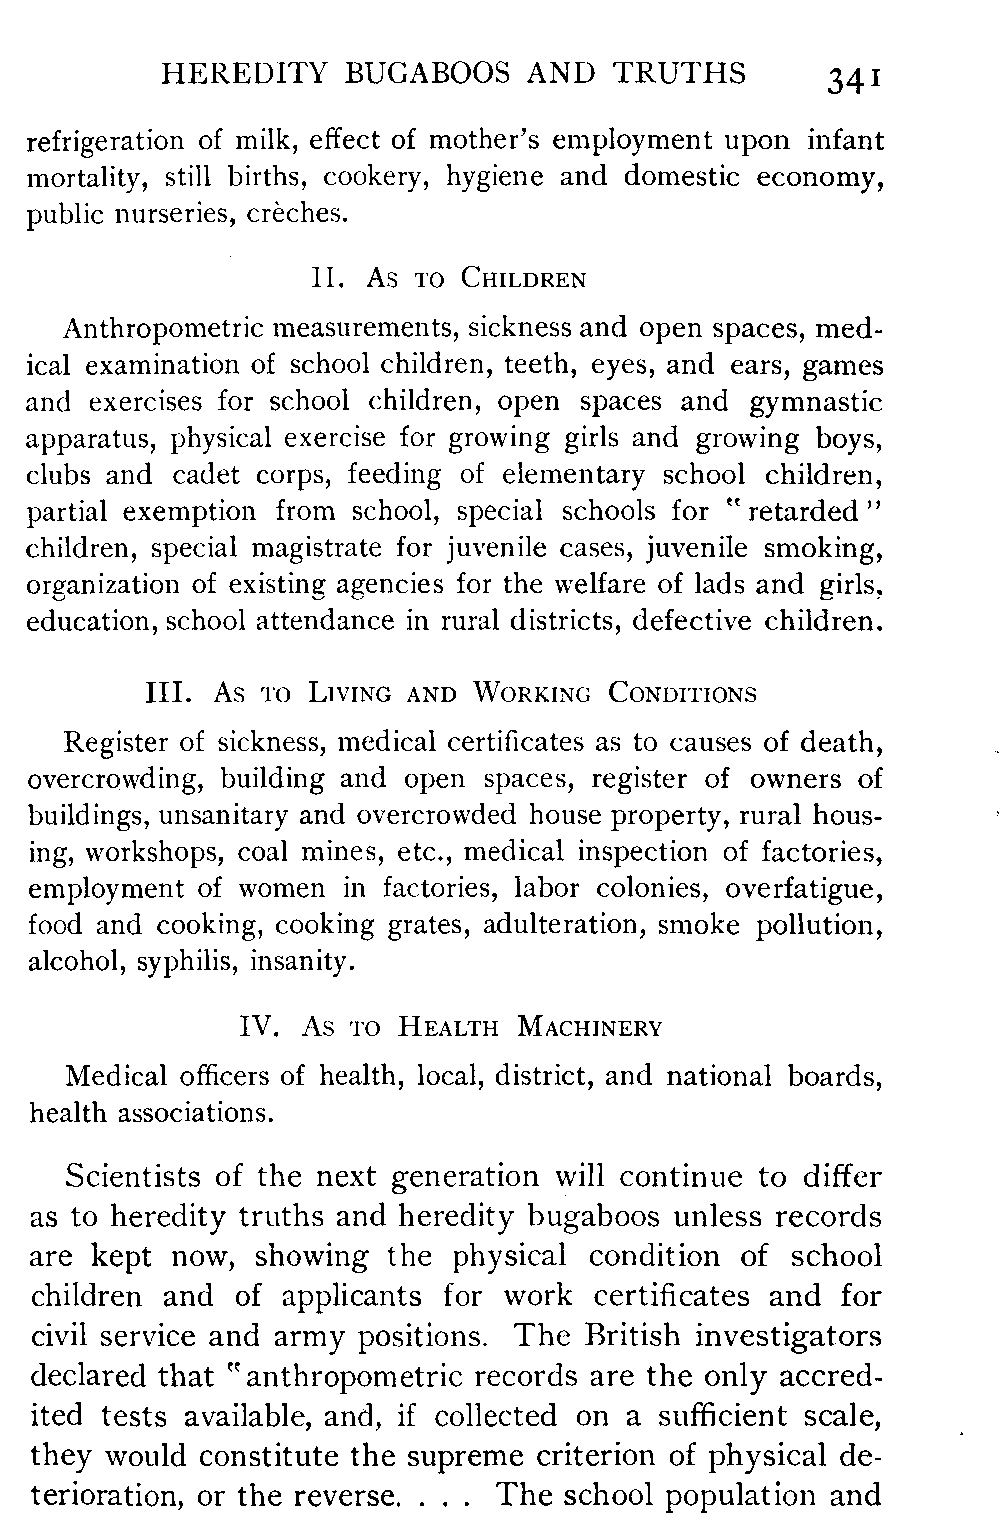 HEREDITY BUGABOOS AND TRUTHS 341
refrigeration of milk, effect of mother's employment upon infant
mortality, still births, cookery, hygiene and domestic economy,
public nurseries, crèches.
II. As to Children
Anthropometric measurements, sickness and open spaces, med-
ical examination of school children, teeth, eyes, and ears, games
and exercises for school children, open spaces and gymnastic
apparatus, physical exercise for growing girls and growing boys,
clubs and cadet corps, feeding of elementary school children,
partial exemption from school, special schools for "retarded"
children, special magistrate for juvenile cases, juvenile smoking,
organization of existing agencies for the welfare of lads and girls,
education, school attendance in rural districts, defective children.
III. As to Living and Working Conditions
Register of sickness, medical certificates as to causes of death,
overcrowding, building and open spaces, register of owners of
buildings, unsanitary and overcrowded house property, rural hous-
ing, workshops, coal mines, etc., medical inspection of factories,
employment of women in factories, labor colonies, overfatigue,
food and cooking, cooking grates, adulteration, smoke pollution,
alcohol, syphilis, insanity.
IV. As to Health Machinery
Medical officers of health, local, district, and national boards,
health associations.
Scientists of the next generation will continue to differ
as to heredity truths and heredity bugaboos unless records
are kept now, showing the physical condition of school
children and of applicants for work certificates and for
civil service and army positions. The British investigators
declared that "anthropometric records are the only accred-
ited tests available, and, if collected on a sufficient scale,
they would constitute the supreme criterion of physical de-
terioration, or the reverse. . . . The school population and